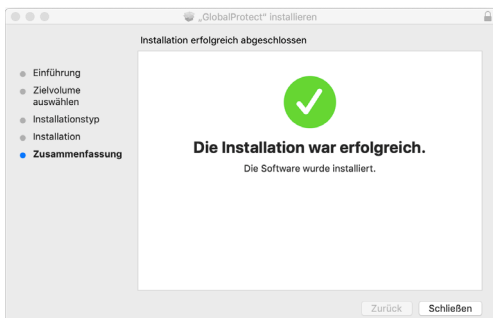 „GlobalProtect“ installieren
Installation erfolgreich abgeschlossen
Einführung
Zielvolume
auswählen
Installationstyp
Installation
Zusammenfassung
Die Installation war erfolgreich.
Die Software wurde installiert.
Zurück
Schließen